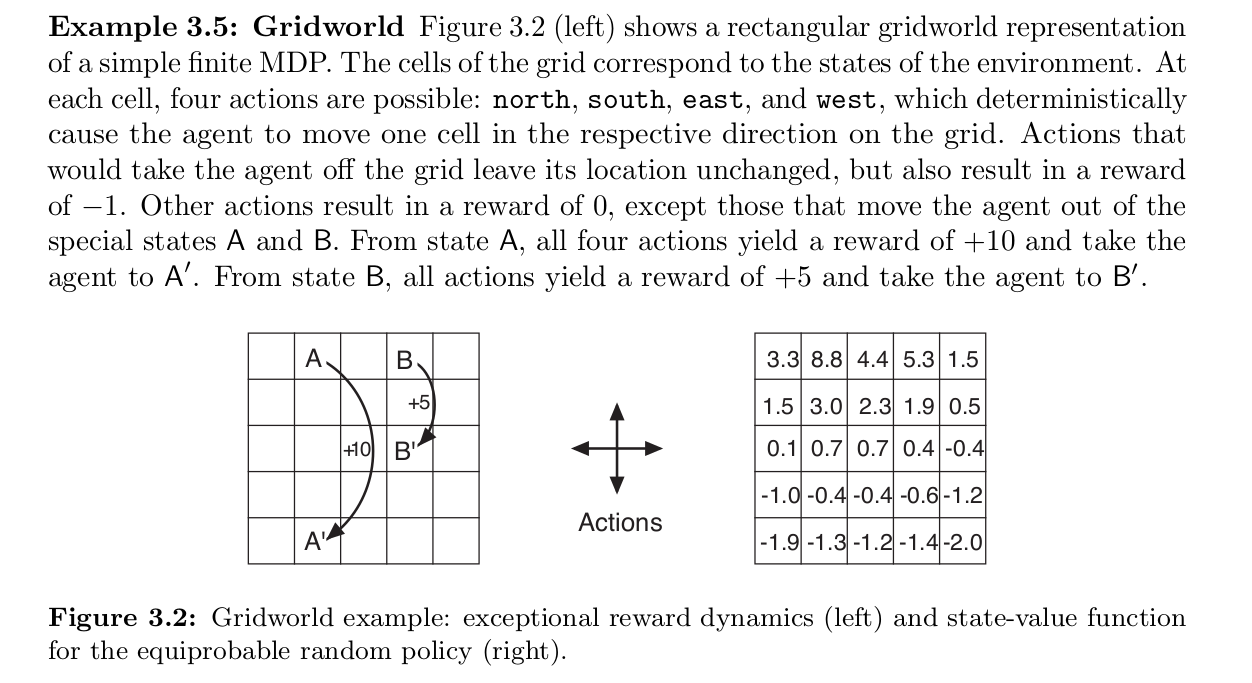 Example 3.5: Gridworld Figure 3.2 (left) shows a rectangular gridworld representation
of a simple finite MDP. The cells of the grid correspond to the states of the environment. At
each cell, four actions are possible: north, south, east, and west, which deterministically
cause the agent to move one cell in the respective direction on the grid. Actions that
would take the agent off the grid leave its location unchanged, but also result in a reward
of −1. Other actions result in a reward of 0, except those that move the agent out of the
special states A and B. From state A, all four actions yield a reward of +10 and take the
agent to A′. From state B, all actions yield a reward of +5 and take the agent to B′.
A B
+5
+10 B'
A'
Actions
3.3 8.8 4.4 5.3 1.5
1.5 3.0 2.3 1.9 0.5
0.1 0.7 0.7 0.4 -0.4
-1.0 -0.4 -0.4 -0.6 -1.2
-1.9 -1.3 -1.2 -1.4 -2.0
Figure 3.2: Gridworld example: exceptional reward dynamics (left) and state-value function
for the equiprobable random policy (right).